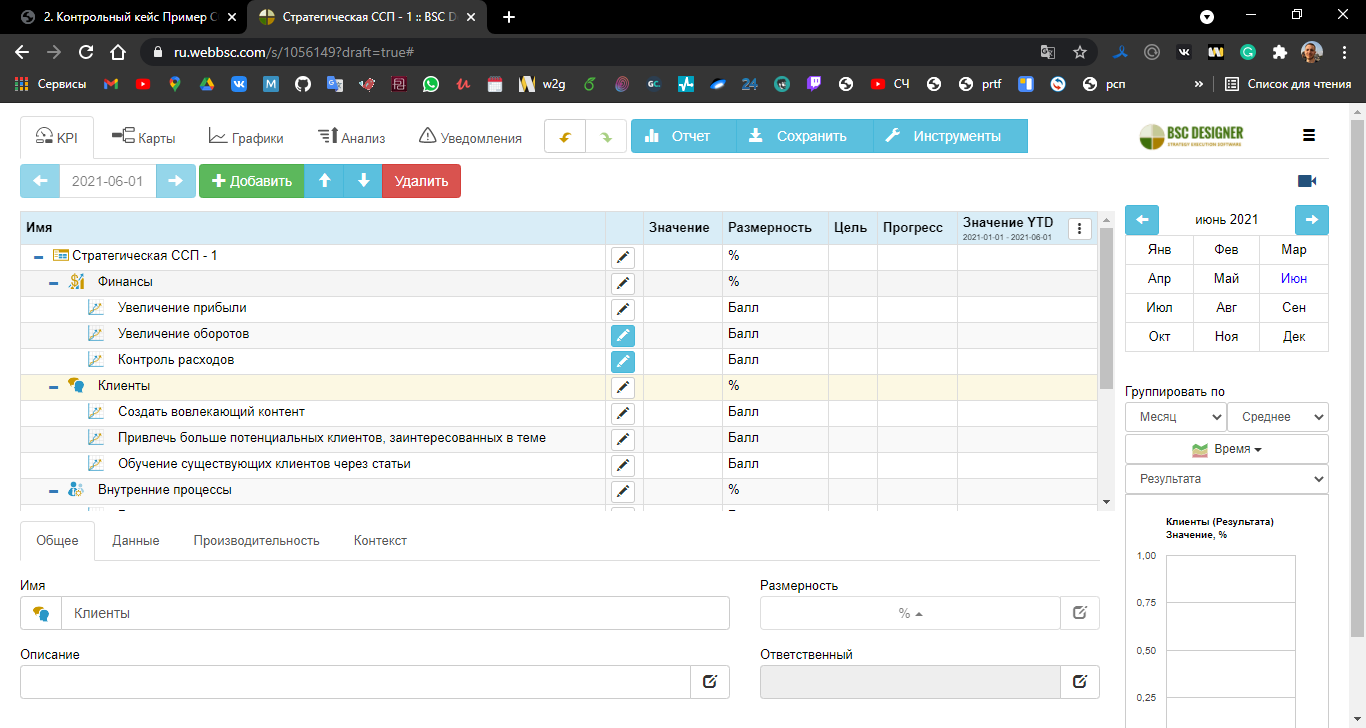 2. Контрольный кейс Пример С
Стратегическая ССП - 1 :: BSC D
ru.webbsc.com/s/1056149?draft=true#
Сервисы
w2g
GC
24
СЧ
prtf
рсп
»
Список для чтения
KPI
Карты
Графики
Анализ
Уведомления
Отчет
Сохранить
Инструменты
BSC DESIGNER
STRATEGY EXECUTION SOFTWARE
2021-06-01
Добавить
Удалить
Имя Значение Размерность Цель Прогресс Значение YTD
2021-01-01 - 2021-06-01
Стратегическая ССП - 1 %
Финансы %
Увеличение прибыли Балл
Увеличение оборотов Балл
Контроль расходов Балл
Клиенты %
Создать вовлекающий контент Балл
Привлечь больше потенциальных клиентов, заинтересованных в теме Балл
Обучение существующих клиентов через статьи Балл
Внутренние процессы %
июнь 2021
Янв Фев Мар
Апр Май Июн
Июл Авг Сен
Окт Ноя Дек
Группировать по
Месяц Среднее
Время
Результата
Клиенты (Результата)
Значение, %
1,00
0,75
0,50
0,25
Общее Данные Производительность Контекст
Имя
Клиенты
Размерность
%
Описание
Ответственный